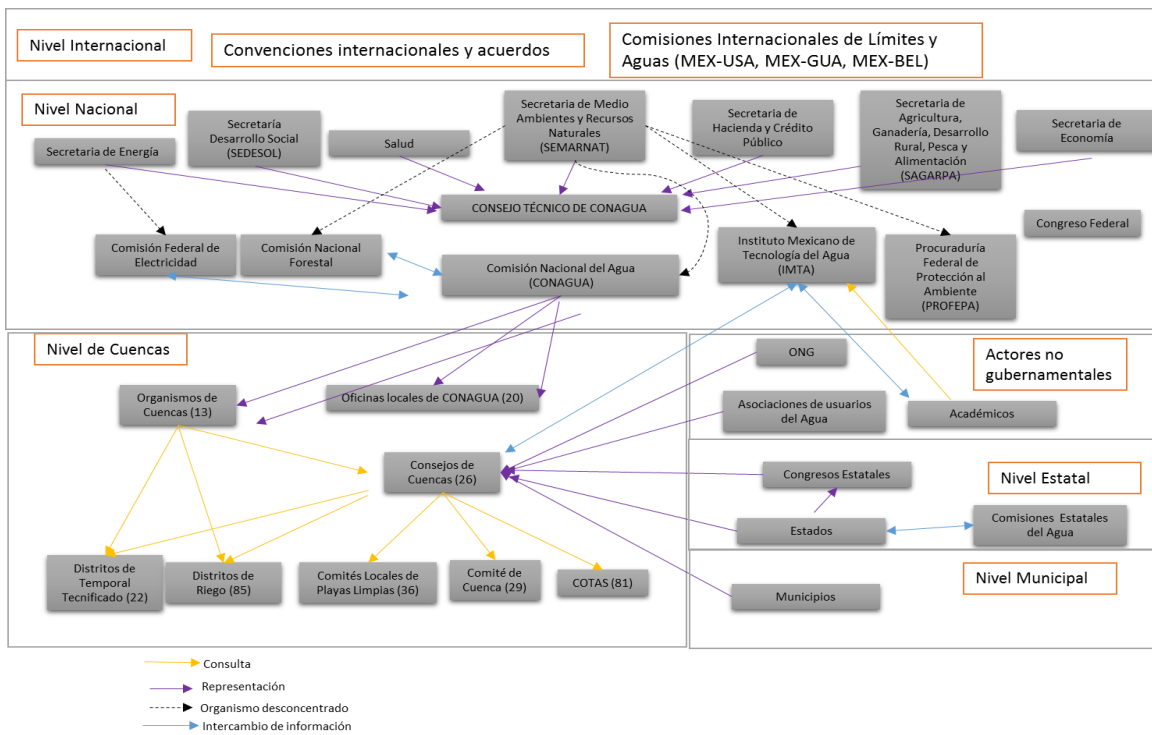 Nivel Internacional
Convenciones internacionales y acuerdos
Comisiones Internacionales de Límites y
Aguas (MEX-USA, MEX-GUA, MEX-BEL)
Nivel Nacional
Secretaria de Energía
Secretaría
Desarrollo Social
(SEDESOL)
Salud
Secretaria de Medio
Ambientes y Recursos
Naturales
(SEMARNAT)
Secretaria de
Hacienda y Crédito
Público
Secretaria de
Agricultura,
Ganadería, Desarrollo
Rural, Pesca y
Alimentación
(SAGARPA)
Secretaria de
Economía
CONSEJO TÉCNICO DE CONAGUA
Congreso Federal
Comisión Federal de
Electricidad
Comisión Nacional
Forestal
Comisión Nacional del Agua
(CONAGUA)
Instituto Mexicano de
Tecnología del Agua
(IMTA)
Procuraduría
Federal de
Protección al
Ambiente
(PROFEPA)
Nivel de Cuencas
Organismos de
Cuencas (13)
Oficinas locales de CONAGUA (20)
Consejos de
Cuencas (26)
Distritos de
Temporal
Tecnificado (22)
Distritos de
Riego (85)
Comités Locales de
Playas Limpias (36)
Comité de
Cuenca (29)
COTAS (81)
ONG
Actores no
gubernamentales
Asociaciones de usuarios
del Agua
Académicos
Congresos Estatales
Nivel Estatal
Estados
Comisiones Estatales
del Agua
Nivel Municipal
Municipios
Consulta
Representación
Organismo desconcentrado
Intercambio de información